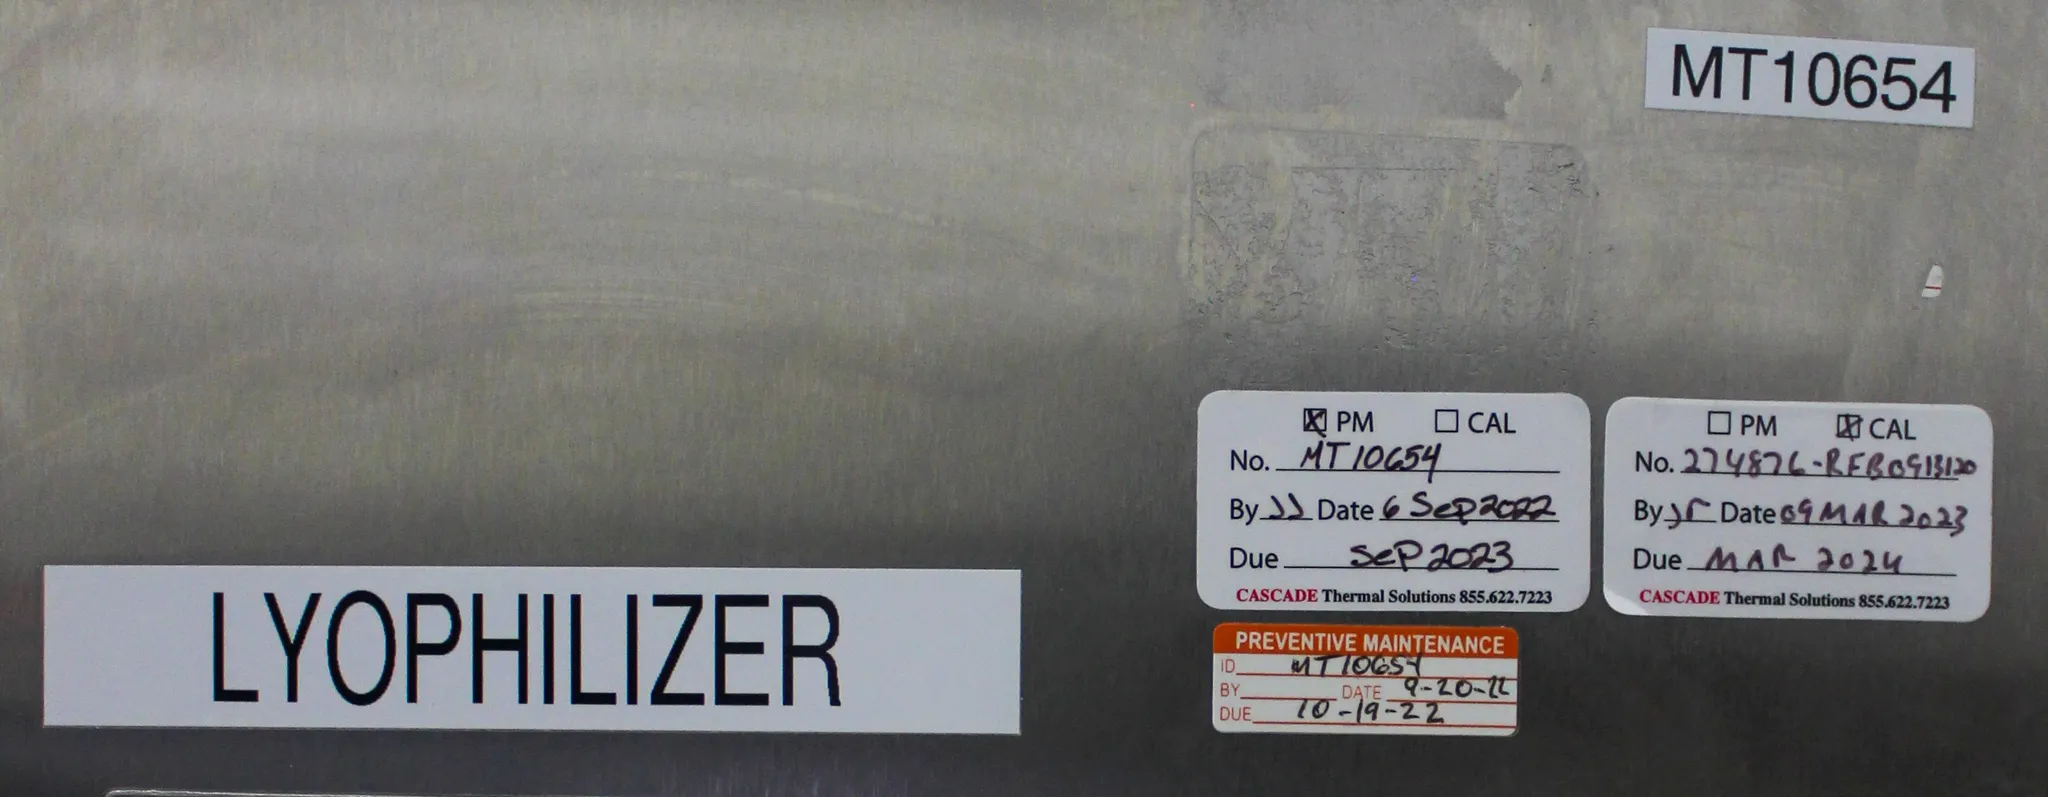 MT10654
PM CAL
No. MT10654
By JJ Date 6 Sep 2022
Due Sep 2023
CASCADE Thermal Solutions 855.622.7223
PM CAL
No. 274876-RFB0913120
By Date 09 MAR 2023
Due MAR 2024
CASCADE Thermal Solutions 855.622.7223
LYOPHILIZER
PREVENTIVE MAINTENANCE
ID MT10654
BY DATE 9-20-22
DUE 10-19-22